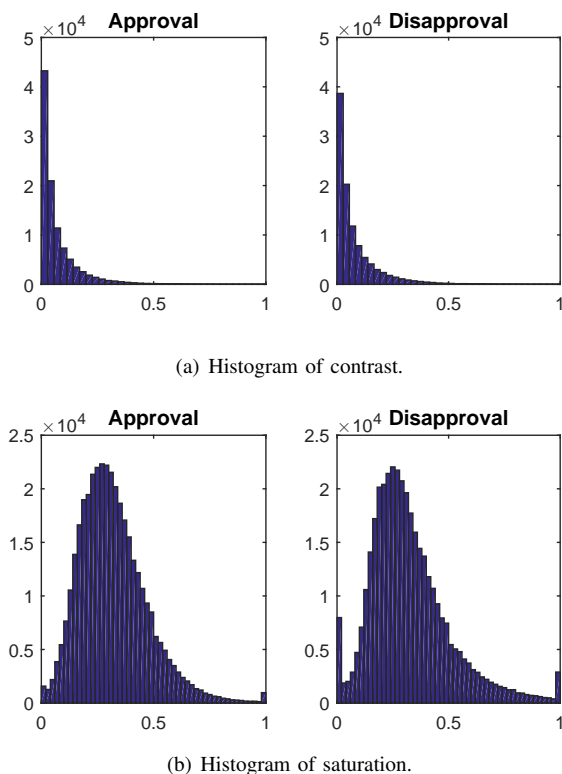 Approval Disapproval
×10⁴ ×10⁴
5 5
4 4
3 3
2 2
1 1
0 0
0 0.5 1 0 0.5 1
(a) Histogram of contrast.
Approval Disapproval
×10⁴ ×10⁴
2.5 2.5
2 2
1.5 1.5
1 1
0.5 0.5
0 0
0 0.5 1 0 0.5 1
(b) Histogram of saturation.